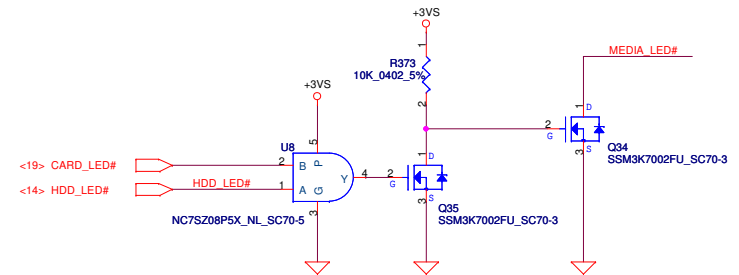 +3VS
MEDIA_LED#
1
R373
10K_0402_5%
2
+3VS
1
D
2
G
Q34
SSM3K7002FU_SC70-3
S
3
5
U8
<19> CARD_LED#
2
B
P
1
D
Y
4
2
G
<14> HDD_LED#
HDD_LED#
1
A
G
S
3
Q35
SSM3K7002FU_SC70-3
3
NC7SZ08P5X_NL_SC70-5